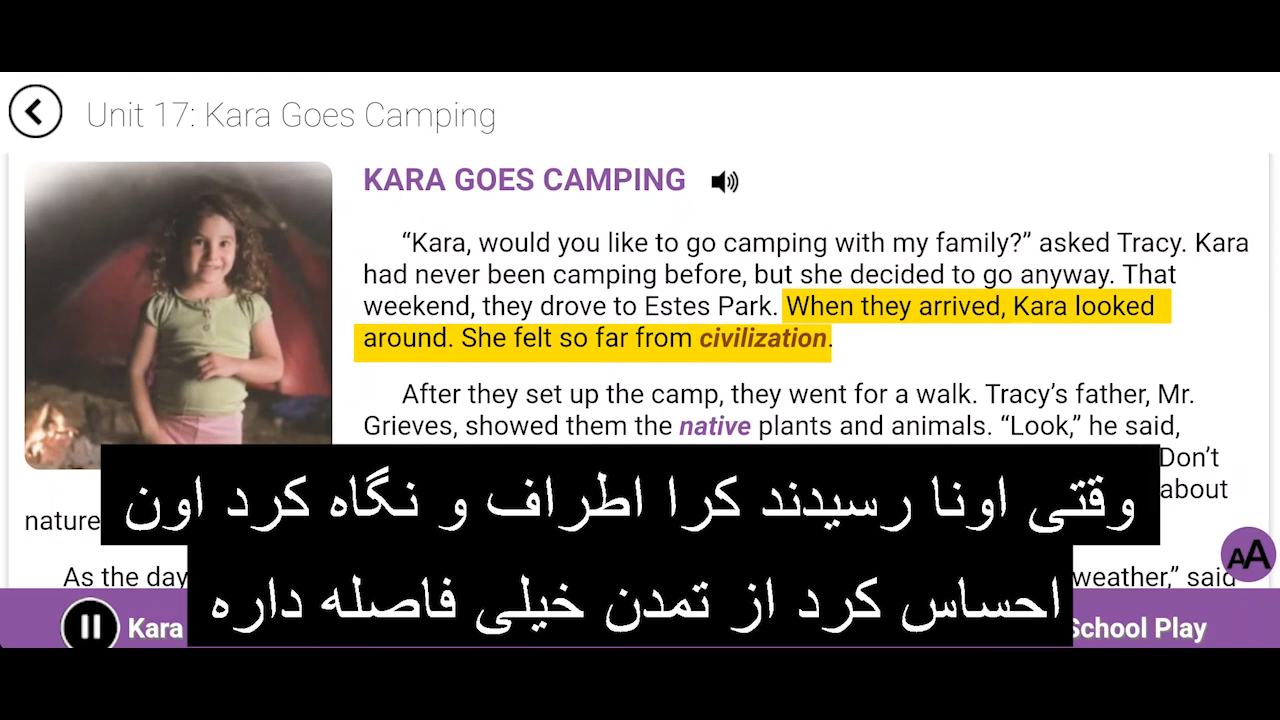 Unit 17: Kara Goes Camping
KARA GOES CAMPING
“Kara, would you like to go camping with my family?” asked Tracy. Kara
had never been camping before, but she decided to go anyway. That
weekend, they drove to Estes Park. When they arrived, Kara looked
around. She felt so far from civilization.
After they set up the camp, they went for a walk. Tracy’s father, Mr.
Grieves, showed them the native plants and animals. “Look,” he said,
Don’t
about
nature
وقتی اونا رسیدند کرا اطراف و نگاه کرد اون
As the day
weather,” said
احساس کرد از تمدن خیلی فاصله داره
AA
Kara
School Play